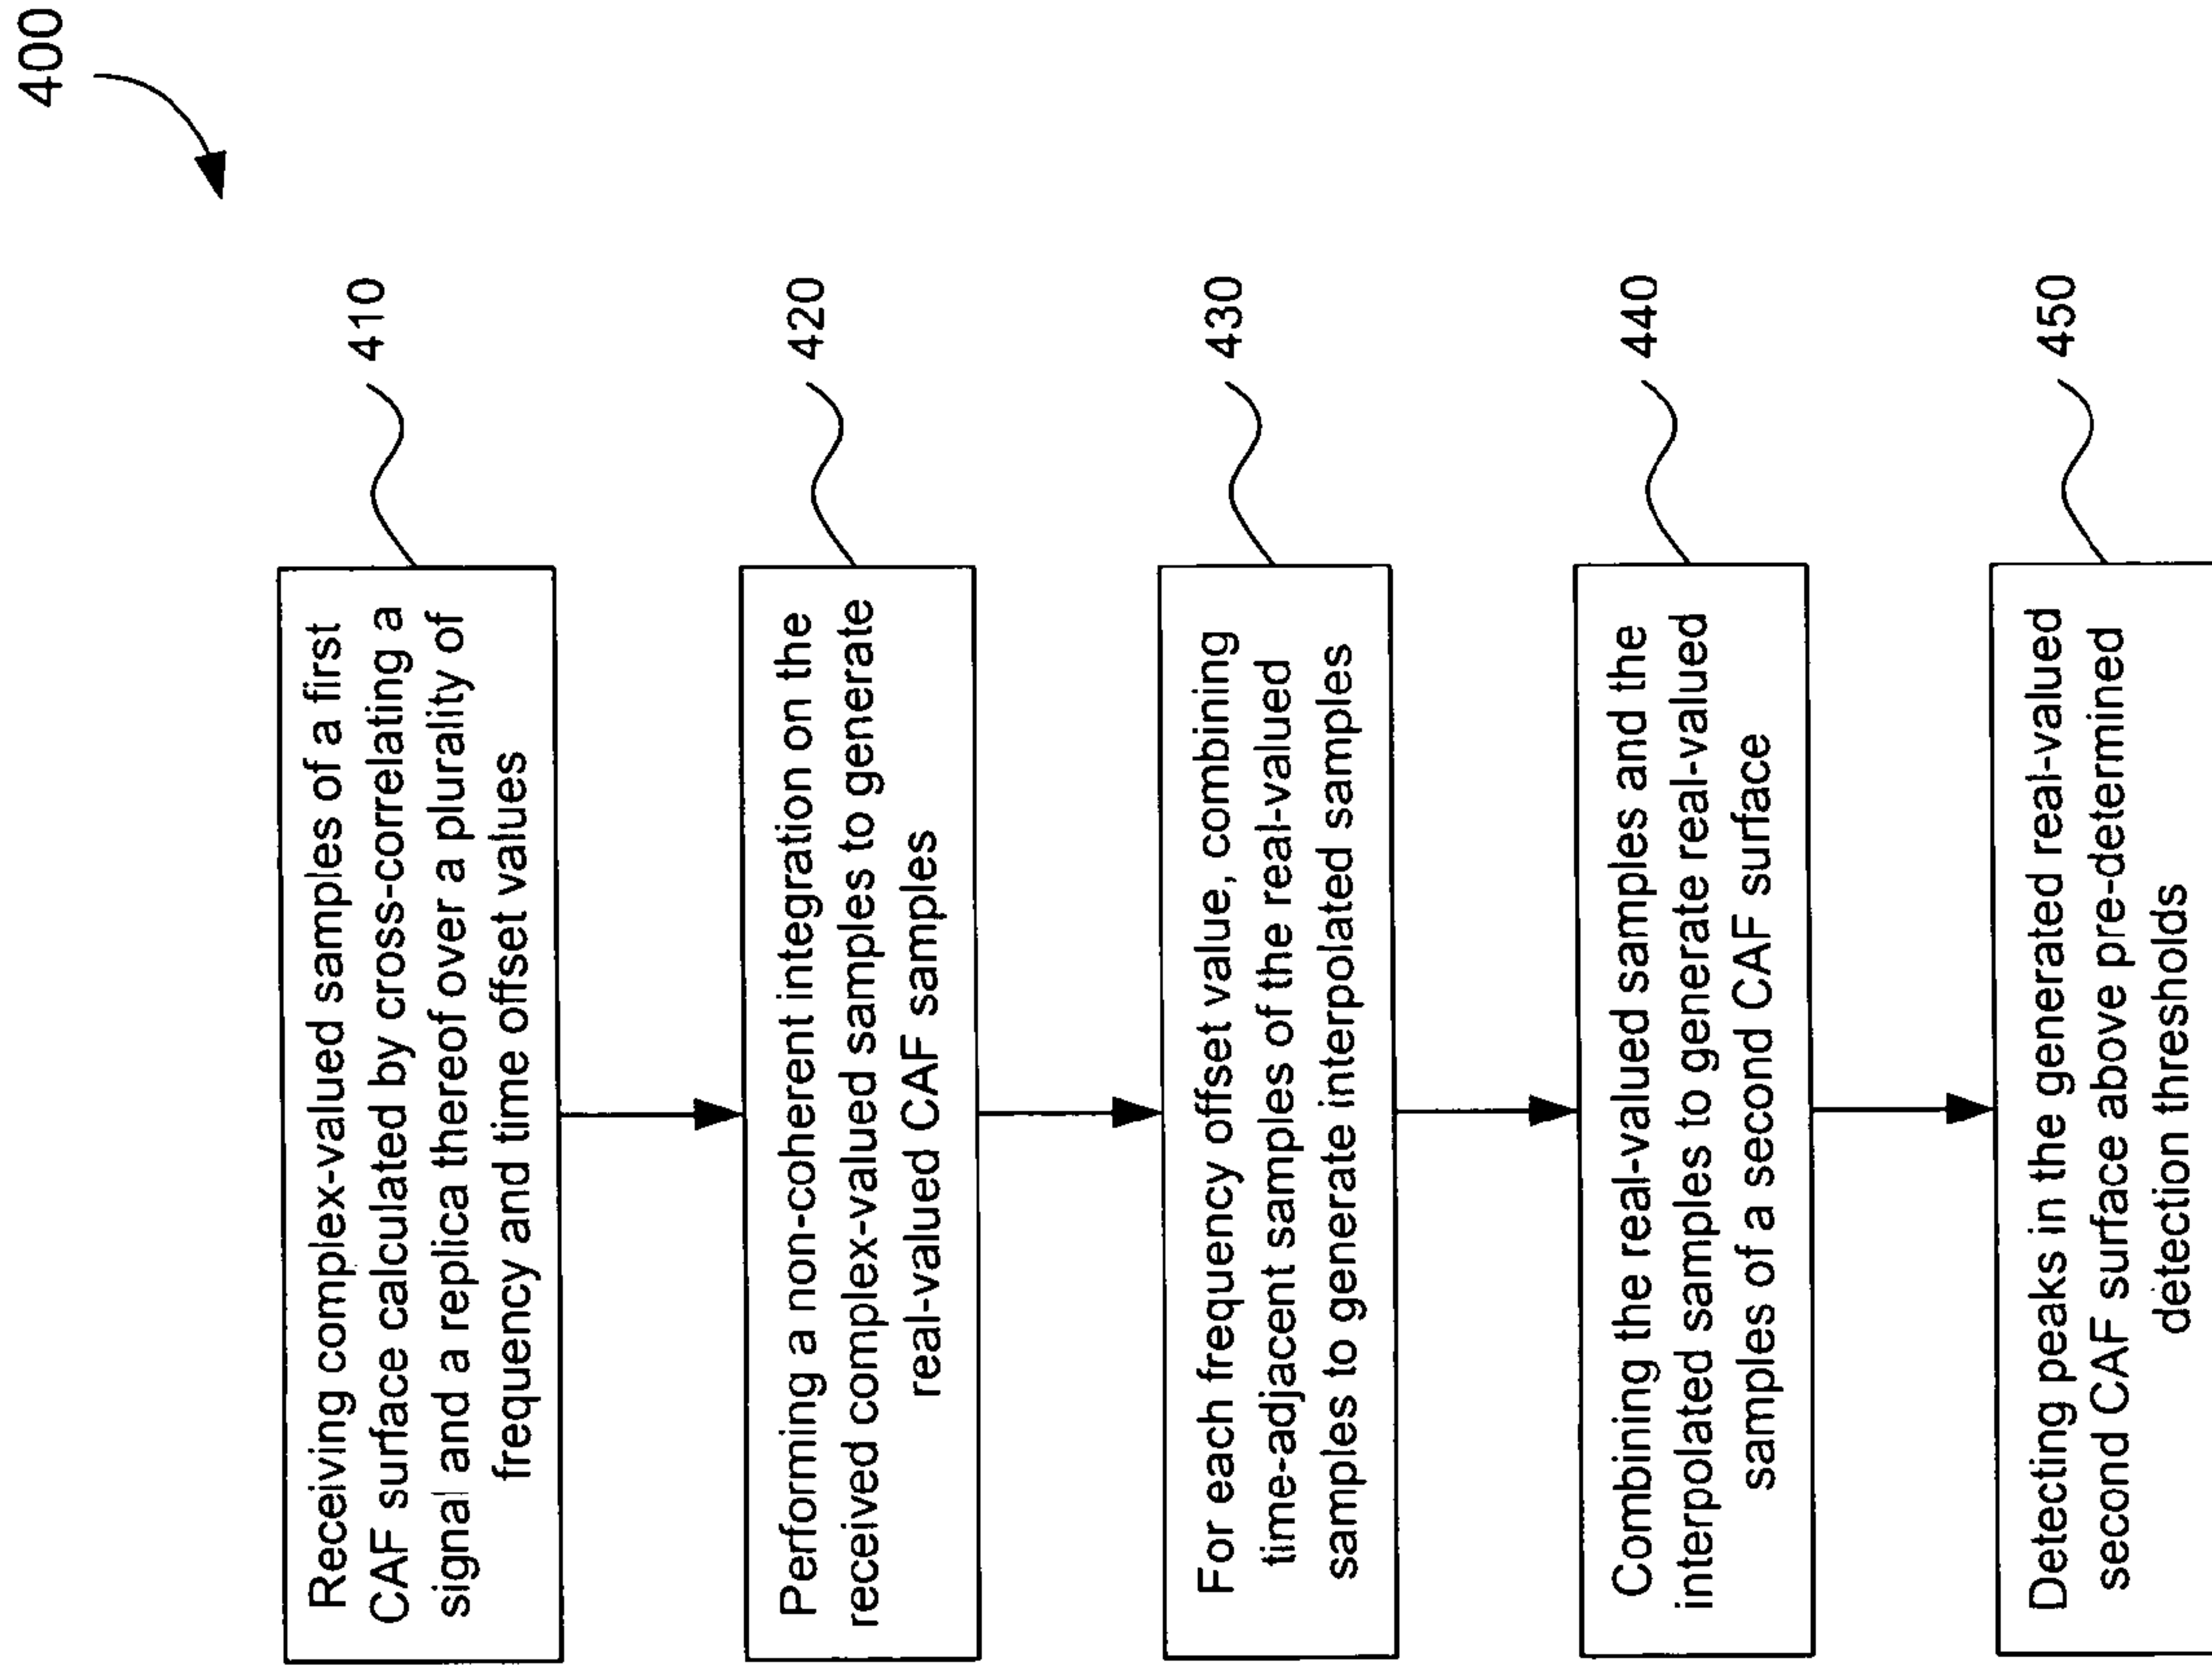 400
Receiving complex-valued samples of a first
CAF surface calculated by cross-correlating a
signal and a replica thereof over a plurality of
frequency and time offset values
410
Performing a non-coherent integration on the
received complex-valued samples to generate
real-valued CAF samples
420
For each frequency offset value, combining
time-adjacent samples of the real-valued
samples to generate interpolated samples
430
Combining the real-valued samples and the
interpolated samples to generate real-valued
samples of a second CAF surface
440
Detecting peaks in the generated real-valued
second CAF surface above pre-determined
detection thresholds
450